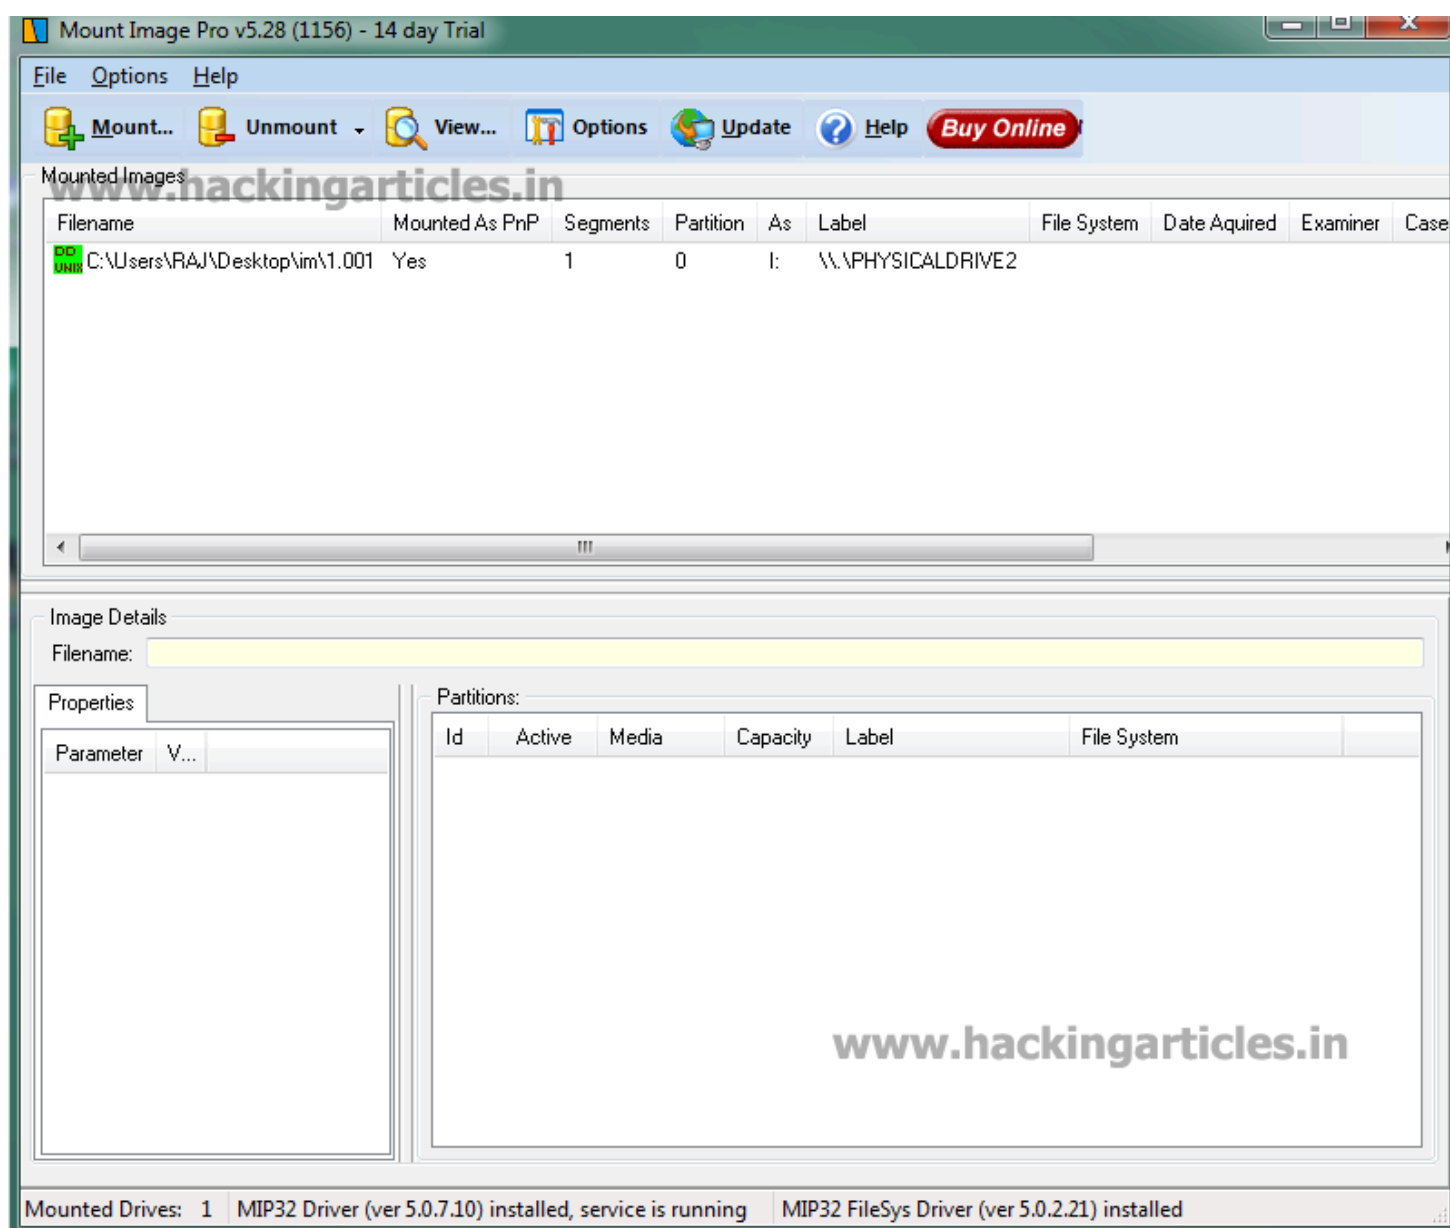 Mount Image Pro v5.28 (1156) - 14 day Trial
File Options Help
Mount... Unmount View... Options Update Help Buy Online
Mounted Images
www.hackingarticles.in
Filename Mounted As PnP Segments Partition As Label File System Date Aquired Examiner Case
DD UNIX C:\Users\RAJ\Desktop\im\1.001 Yes 1 0 I: \\.\PHYSICALDRIVE2
Image Details
Filename:
Properties
Parameter V...
Partitions:
Id Active Media Capacity Label File System
www.hackingarticles.in
Mounted Drives: 1 MIP32 Driver (ver 5.0.7.10) installed, service is running MIP32 FileSys Driver (ver 5.0.2.21) installed